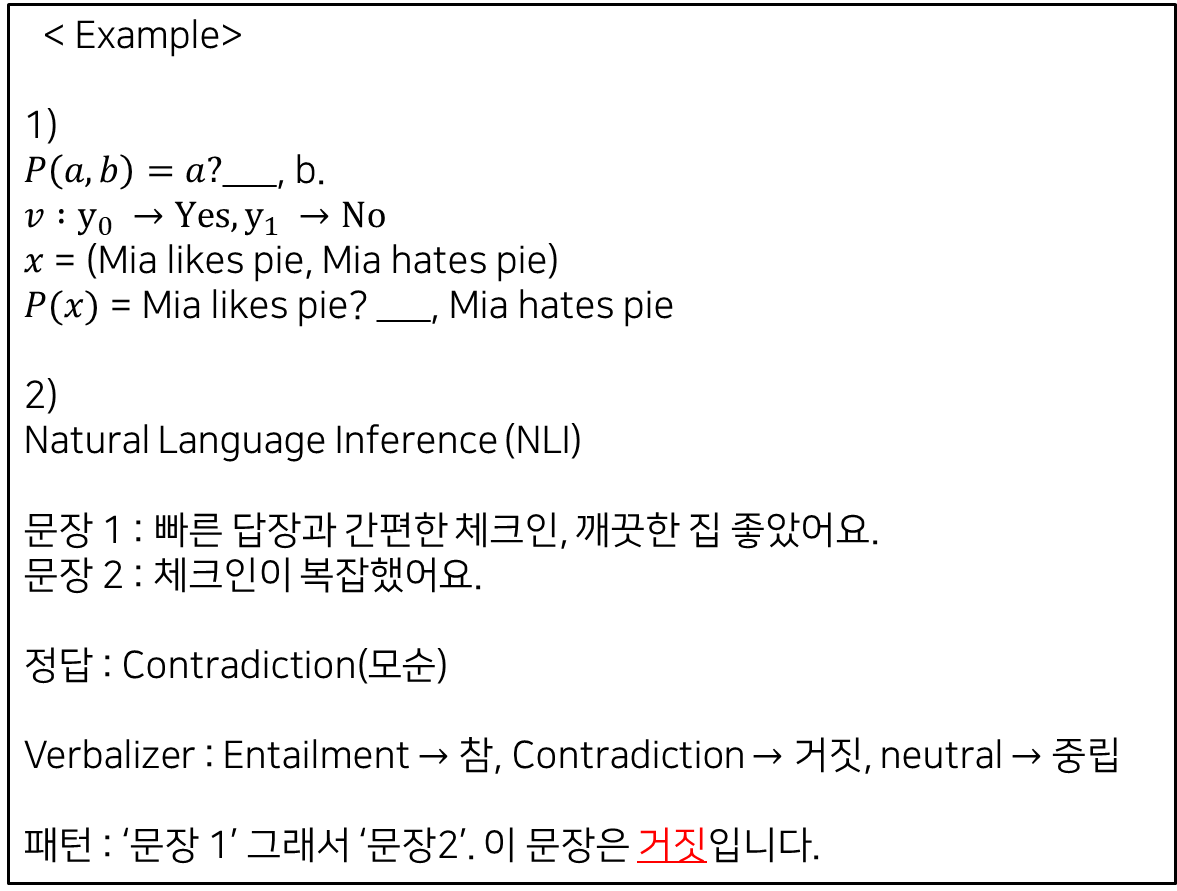 < Example>
1)
P(a, b) = a?___, b.
v : y₀ → Yes, y₁ → No
x = (Mia likes pie, Mia hates pie)
P(x) = Mia likes pie? ___, Mia hates pie
2)
Natural Language Inference (NLI)
문장 1 : 빠른 답장과 간편한 체크인, 깨끗한 집 좋았어요.
문장 2 : 체크인이 복잡했어요.
정답 : Contradiction(모순)
Verbalizer : Entailment → 참, Contradiction → 거짓, neutral → 중립
패턴 : ‘문장 1’ 그래서 ‘문장2’. 이 문장은 거짓입니다.